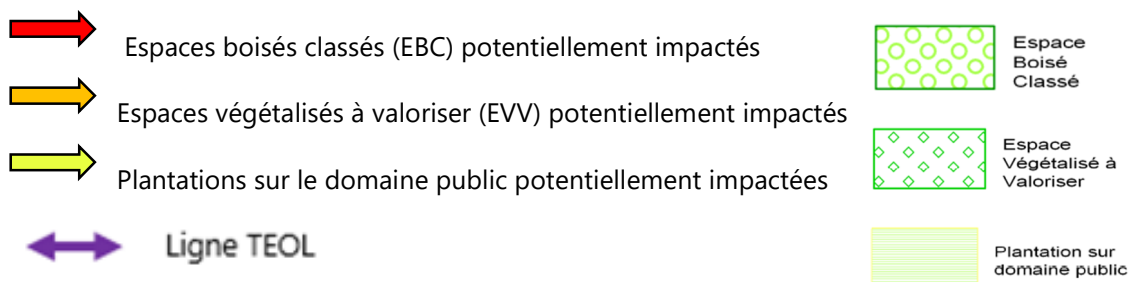 Espaces boisés classés (EBC) potentiellement impactés
Espaces végétalisés à valoriser (EVV) potentiellement impactés
Plantations sur le domaine public potentiellement impactées
Ligne TEOL
Espace
Boisé
Classé
Espace
Végétalisé à
Valoriser
Plantation sur
domaine public